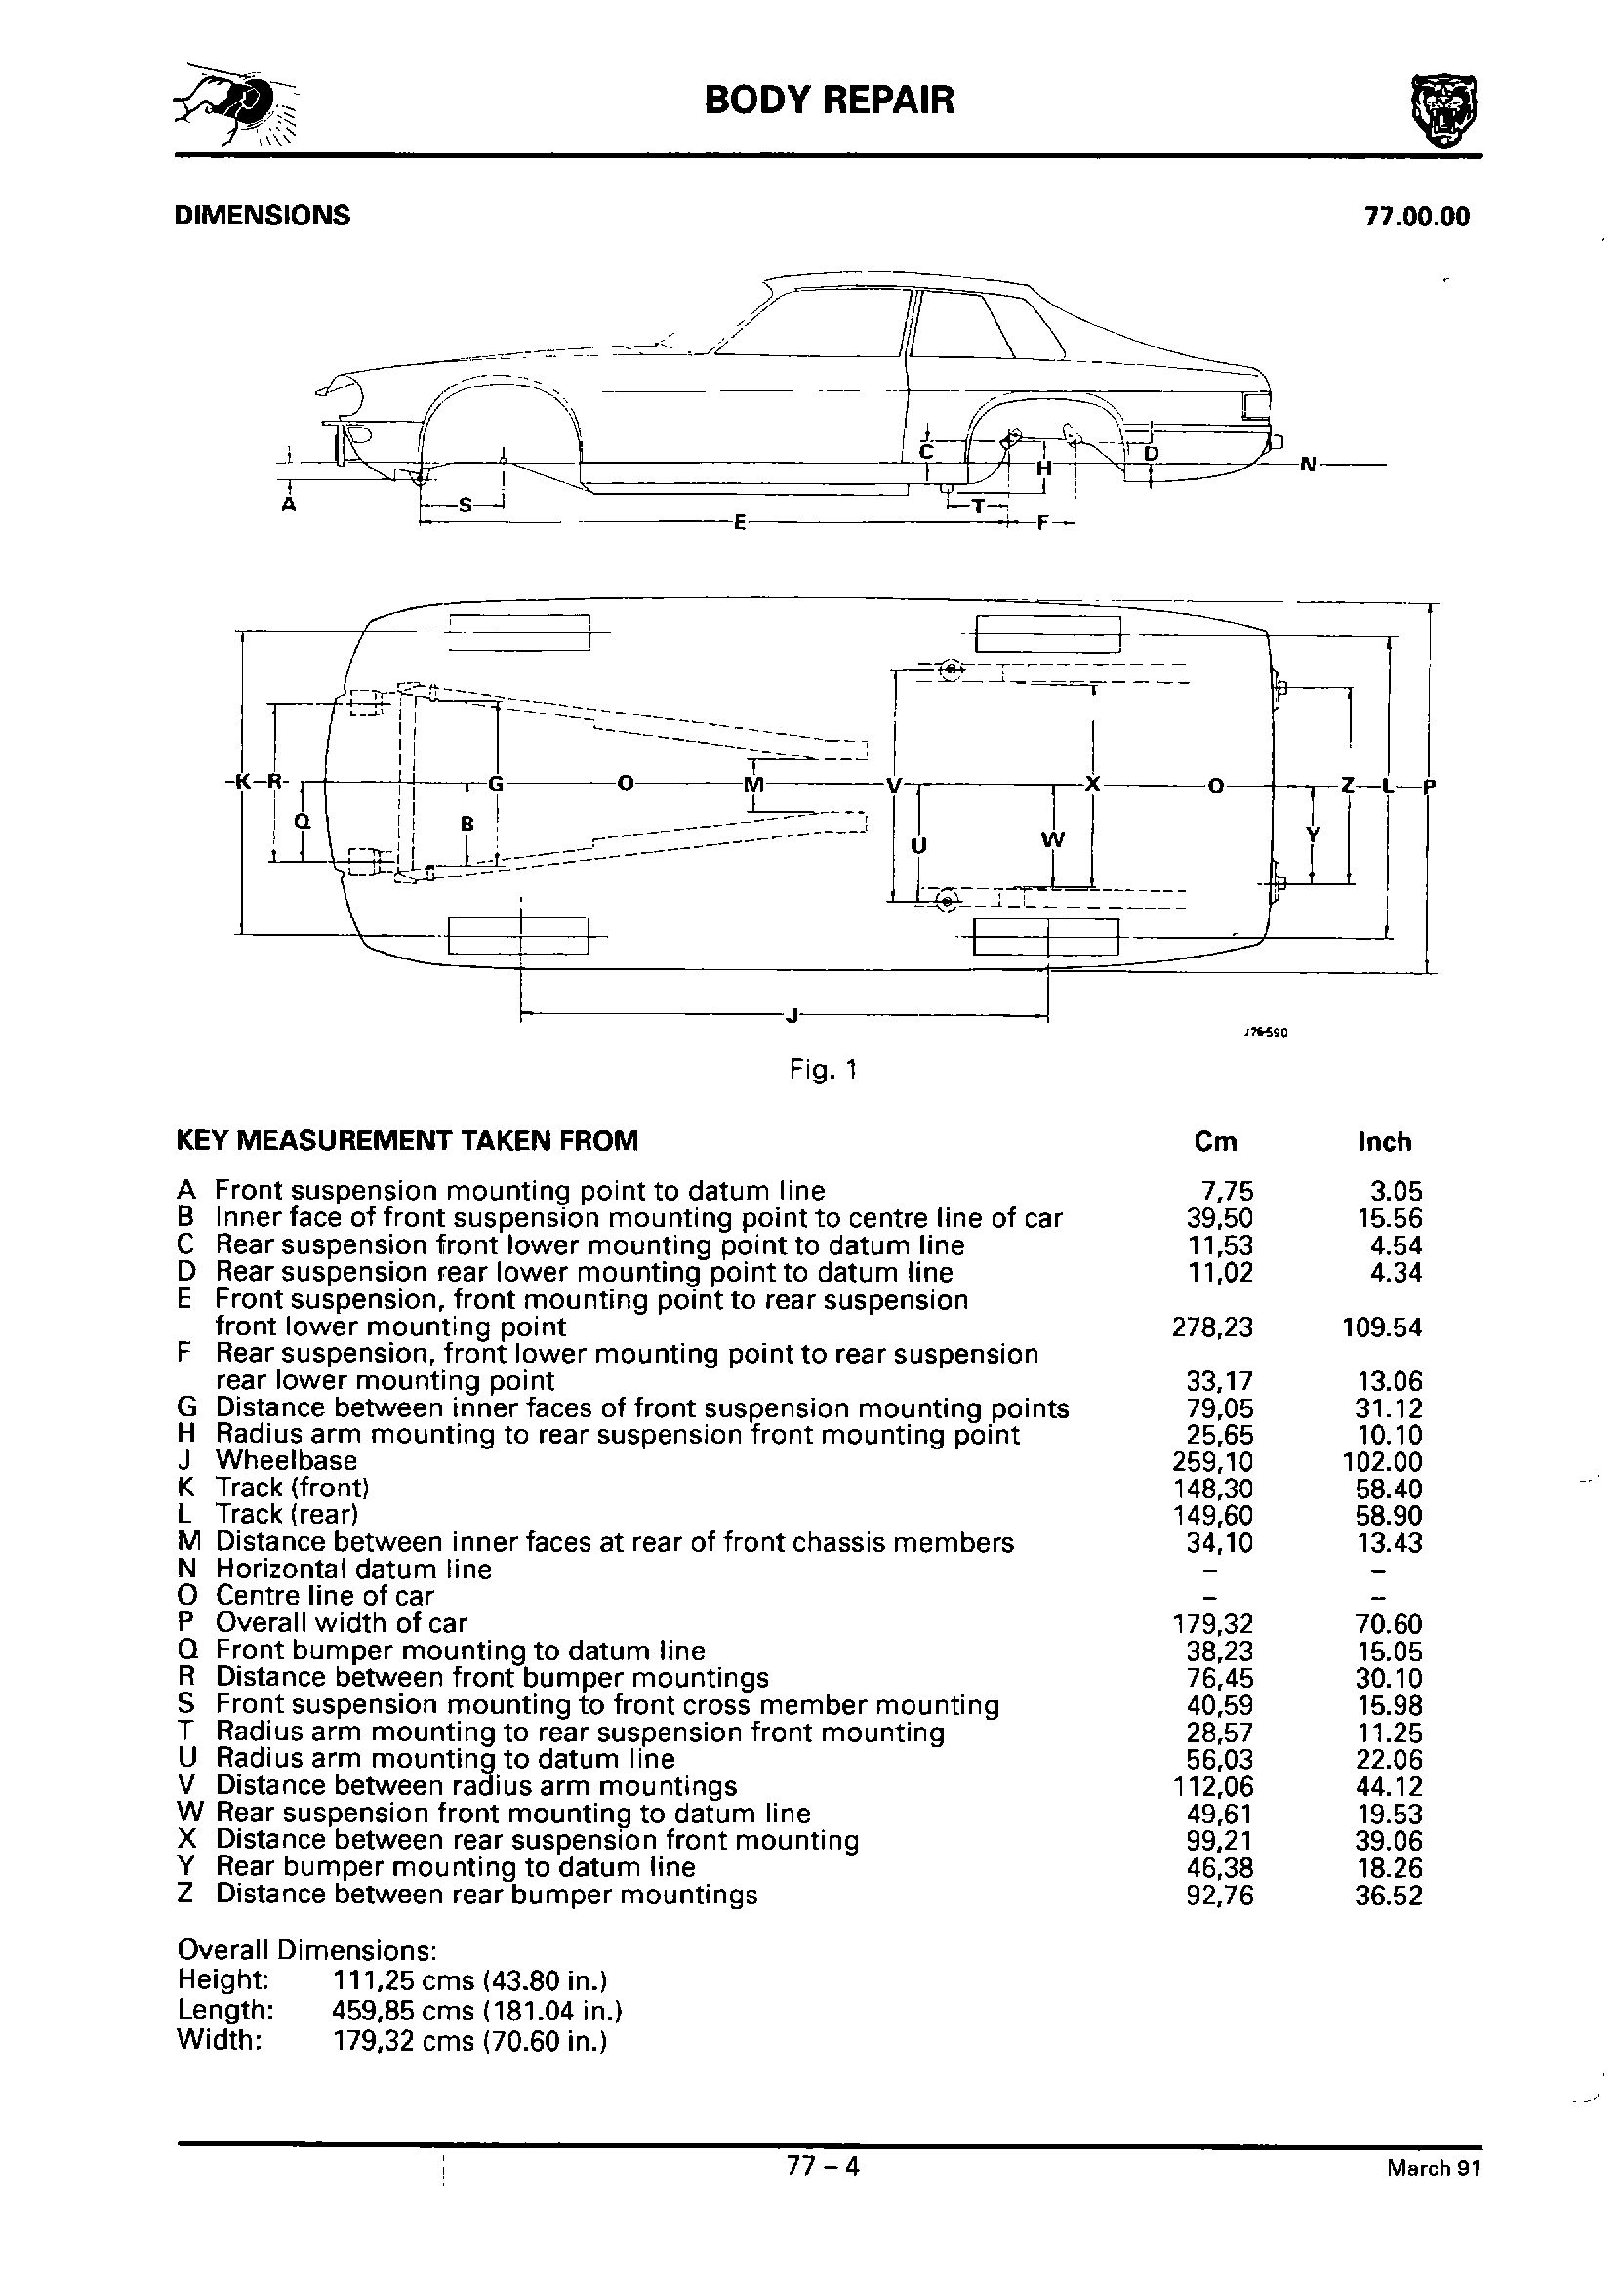 BODY REPAIR
DIMENSIONS 77.00.00
C
D
H
N
A
S
T
E
F
K R G O M V X O Z L P
Q B U W Y
J
J76-590
Fig. 1
KEY MEASUREMENT TAKEN FROM Cm Inch
A Front suspension mounting point to datum line 7,75 3.05
B Inner face of front suspension mounting point to centre line of car 39,50 15.56
C Rear suspension front lower mounting point to datum line 11,53 4.54
D Rear suspension rear lower mounting point to datum line 11,02 4.34
E Front suspension, front mounting point to rear suspension
front lower mounting point 278,23 109.54
F Rear suspension, front lower mounting point to rear suspension
rear lower mounting point 33,17 13.06
G Distance between inner faces of front suspension mounting points 79,05 31.12
H Radius arm mounting to rear suspension front mounting point 25,65 10.10
J Wheelbase 259,10 102.00
K Track (front) 148,30 58.40
L Track (rear) 149,60 58.90
M Distance between inner faces at rear of front chassis members 34,10 13.43
N Horizontal datum line – –
O Centre line of car – –
P Overall width of car 179,32 70.60
Q Front bumper mounting to datum line 38,23 15.05
R Distance between front bumper mountings 76,45 30.10
S Front suspension mounting to front cross member mounting 40,59 15.98
T Radius arm mounting to rear suspension front mounting 28,57 11.25
U Radius arm mounting to datum line 56,03 22.06
V Distance between radius arm mountings 112,06 44.12
W Rear suspension front mounting to datum line 49,61 19.53
X Distance between rear suspension front mounting 99,21 39.06
Y Rear bumper mounting to datum line 46,38 18.26
Z Distance between rear bumper mountings 92,76 36.52
Overall Dimensions:
Height: 111,25 cms (43.80 in.)
Length: 459,85 cms (181.04 in.)
Width: 179,32 cms (70.60 in.)
77 – 4 March 91